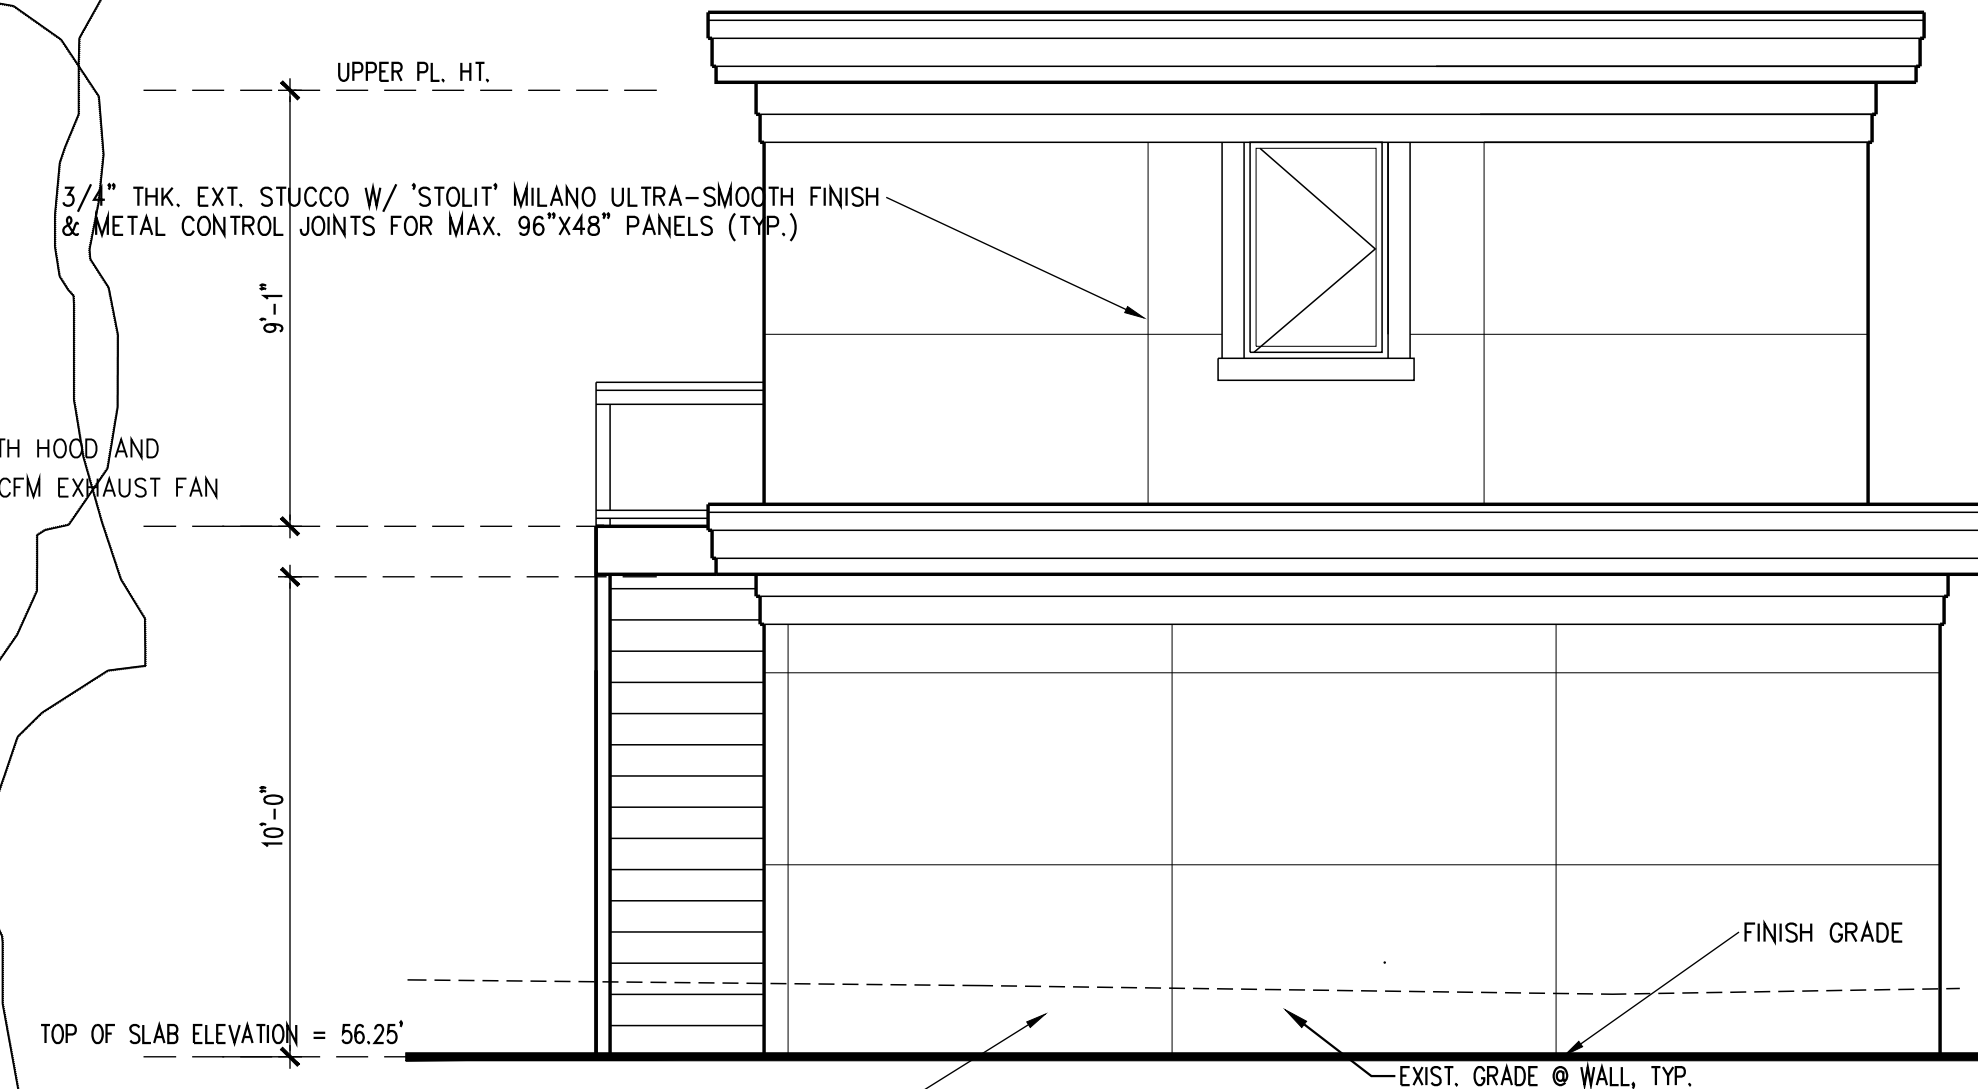 UPPER PL. HT.
3/4" THK. EXT. STUCCO W/ 'STOLIT' MILANO ULTRA-SMOOTH FINISH
& METAL CONTROL JOINTS FOR MAX. 96"X48" PANELS (TYP.)
9'-1"
TH HOOD AND
CFM EXHAUST FAN
10'-0"
FINISH GRADE
TOP OF SLAB ELEVATION = 56.25'
EXIST. GRADE @ WALL, TYP.